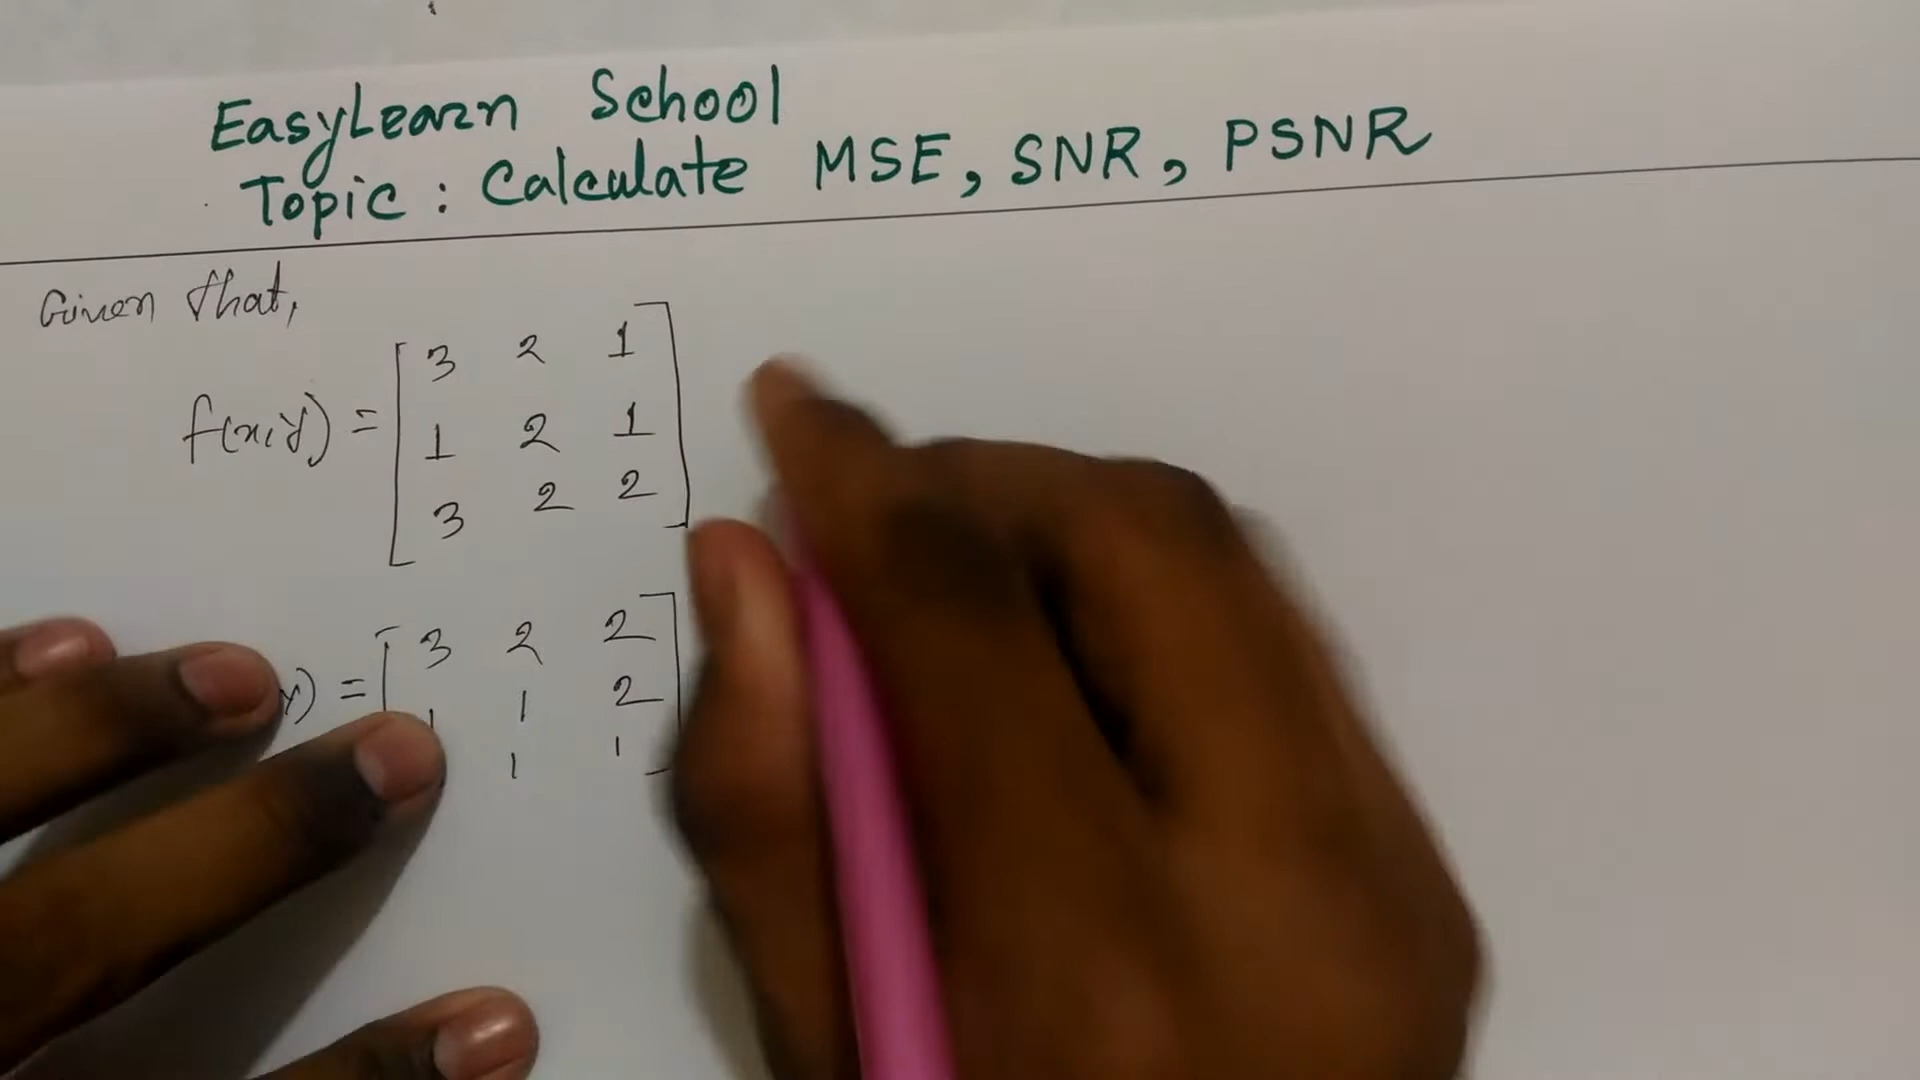 EasyLearn School
Topic: Calculate MSE, SNR, PSNR
Given that,
f(x,y) = [ 3 2 1
1 2 1
3 2 2 ]
y) = [ 3 2 2
1 2
1 1 ]